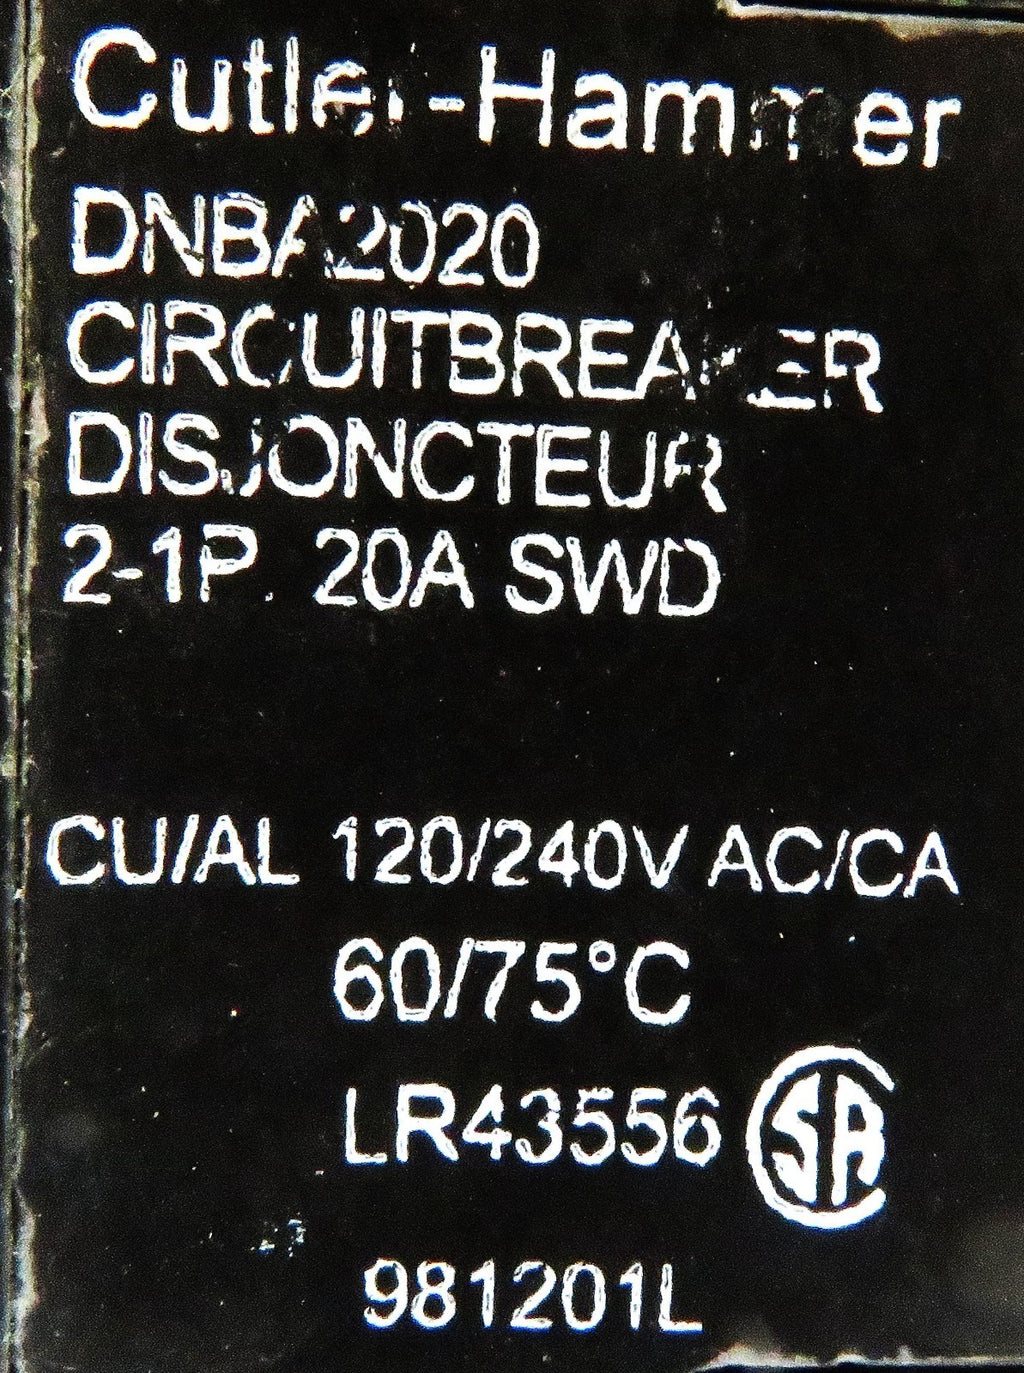 Cutler-Hammer
DNBA2020
CIRCUITBREAKER
DISJONCTEUR
2-1P. 20A SWD
CU/AL 120/240V AC/CA
60/75°C
LR43556 CSA
981201L